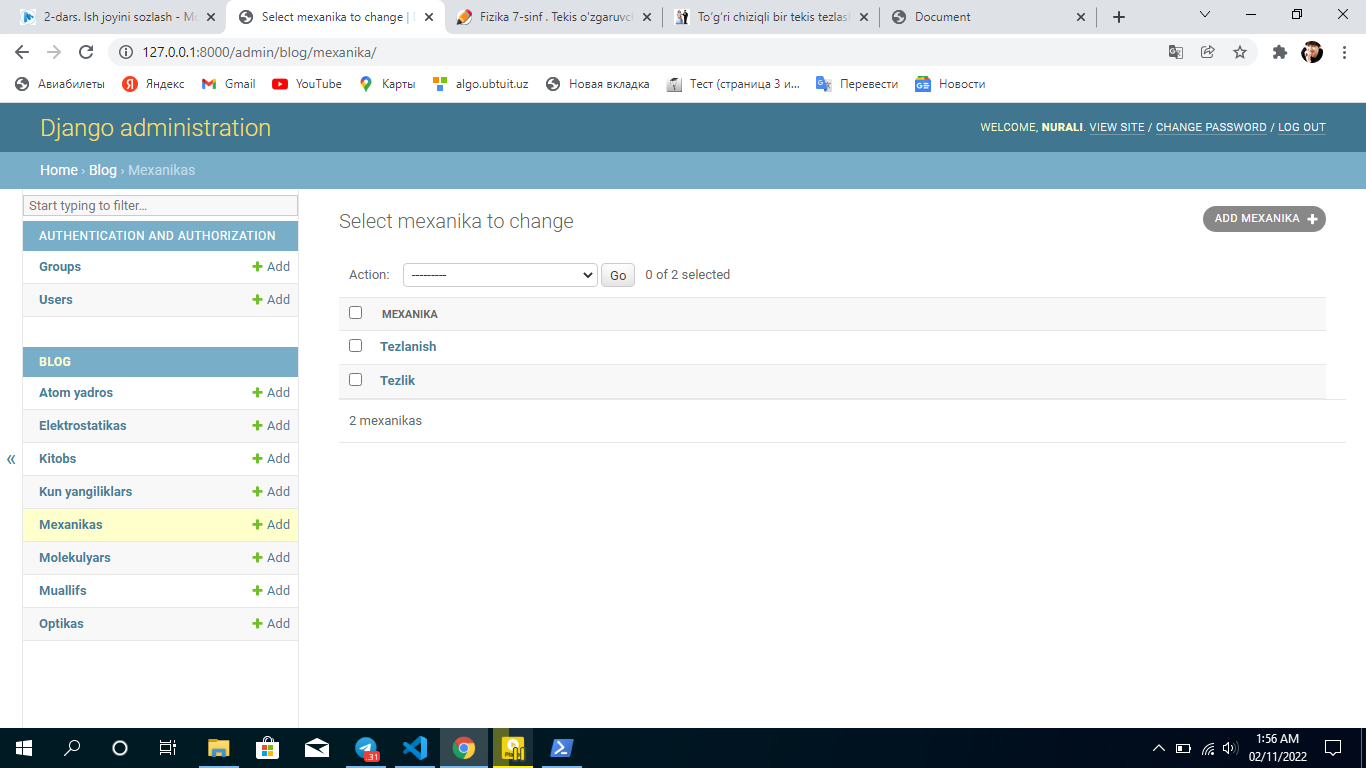 2-dars. Ish joyini sozlash - Mo
Select mexanika to change | D
Fizika 7-sinf . Tekis o'zgaruvch
To'g'ri chiziqli bir tekis tezlash
Document
127.0.0.1:8000/admin/blog/mexanika/
Авиабилеты
Яндекс
Gmail
YouTube
Карты
algo.ubtuit.uz
Новая вкладка
Тест (страница 3 и...
Перевести
Новости
Django administration
WELCOME, NURALI. VIEW SITE / CHANGE PASSWORD / LOG OUT
Home › Blog › Mexanikas
Start typing to filter...
AUTHENTICATION AND AUTHORIZATION
Groups + Add
Users + Add
BLOG
Atom yadros + Add
Elektrostatikas + Add
Kitobs + Add
Kun yangiliklars + Add
Mexanikas + Add
Molekulyars + Add
Muallifs + Add
Optikas + Add
«
Select mexanika to change
ADD MEXANIKA +
Action: --------- Go 0 of 2 selected
MEXANIKA
Tezlanish
Tezlik
2 mexanikas
31
1:56 AM
02/11/2022